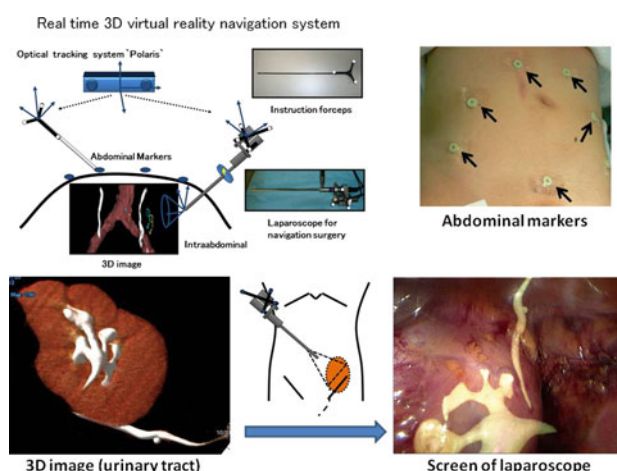 Real time 3D virtual reality navigation system
Optical tracking system `Polaris'
Instruction forceps
Abdominal Markers
Laparoscope for
navigation surgery
Intraabdominal
3D image
Abdominal markers
3D image (urinary tract)
Screen of laparoscope